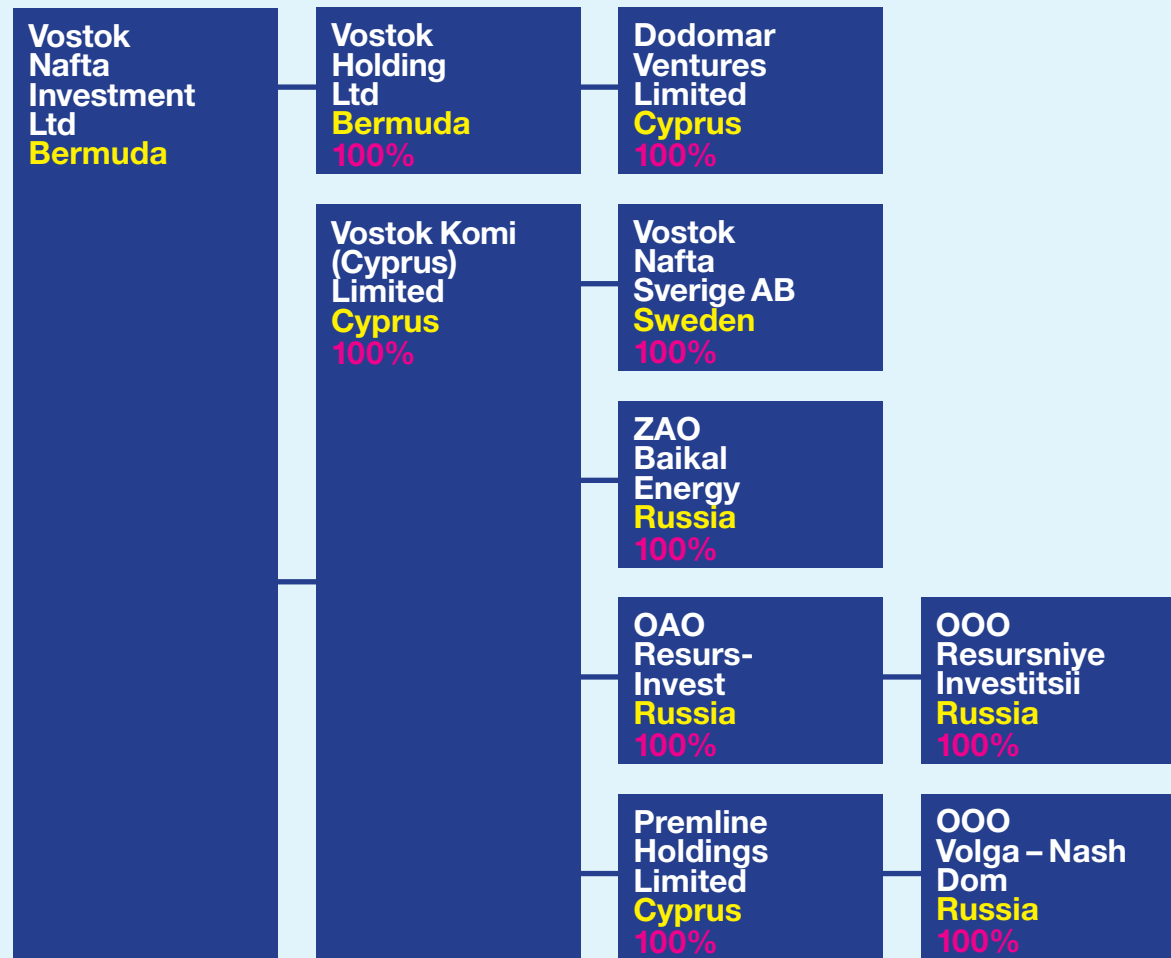 Vostok
Nafta
Investment
Ltd
Bermuda
Vostok
Holding
Ltd
Bermuda
100%
Dodomar
Ventures
Limited
Cyprus
100%
Vostok Komi
(Cyprus)
Limited
Cyprus
100%
Vostok
Nafta
Sverige AB
Sweden
100%
ZAO
Baikal
Energy
Russia
100%
OAO
Resurs-
Invest
Russia
100%
OOO
Resursniye
Investitsii
Russia
100%
Premline
Holdings
Limited
Cyprus
100%
OOO
Volga – Nash
Dom
Russia
100%